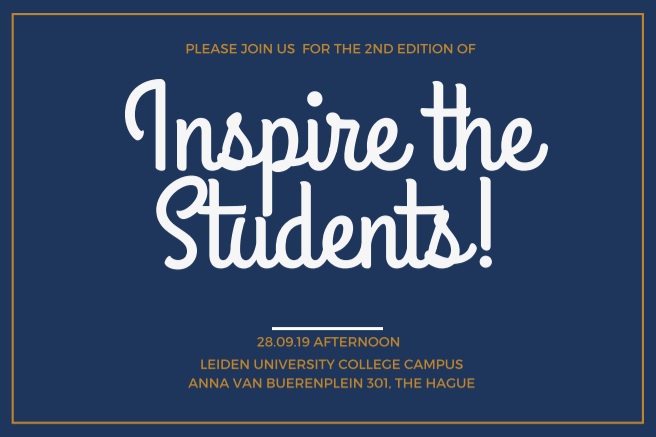 PLEASE JOIN US FOR THE 2ND EDITION OF
Inspire the
Students!
28.09.19 AFTERNOON
LEIDEN UNIVERSITY COLLEGE CAMPUS
ANNA VAN BUERENPLEIN 301, THE HAGUE